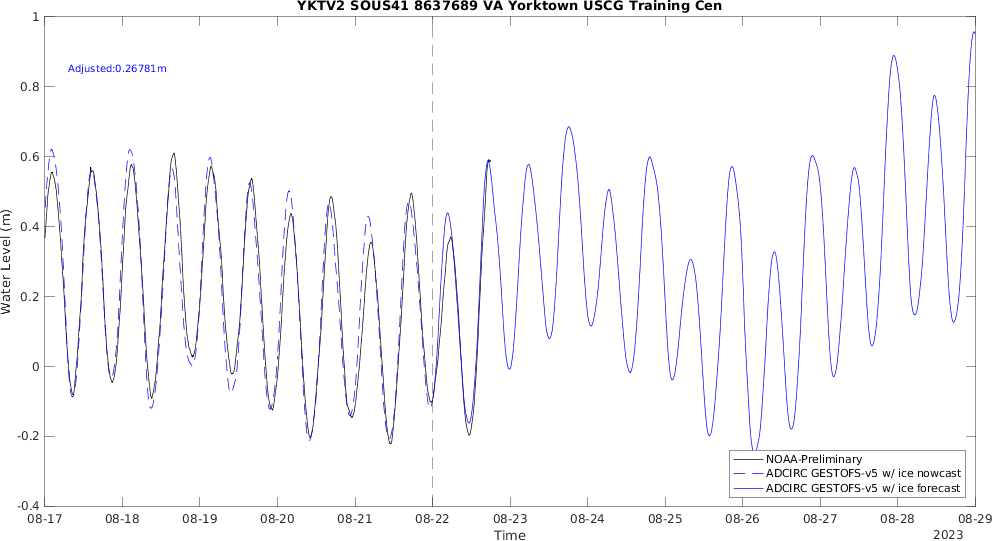 YKTV2 SOUS41 8637689 VA Yorktown USCG Training Cen
Adjusted:0.26781m
Water Level (m)
1
0.8
0.6
0.4
0.2
0
-0.2
-0.4
NOAA-Preliminary
ADCIRC GESTOFS-v5 w/ ice nowcast
ADCIRC GESTOFS-v5 w/ ice forecast
08-17 08-18 08-19 08-20 08-21 08-22 08-23 08-24 08-25 08-26 08-27 08-28 08-29
Time
2023